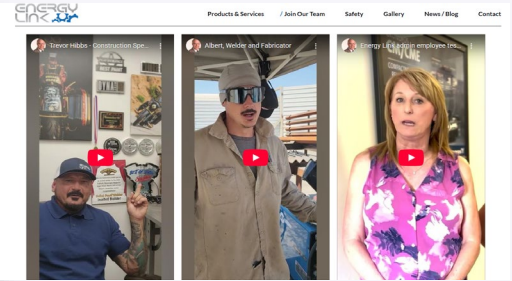 ENERGY
LINK
Products & Services / Join Our Team Safety Gallery News / Blog Contact
Trevor Hibbs - Construction Spe...
Albert, Welder and Fabricator
Energy Link admin employee tes...